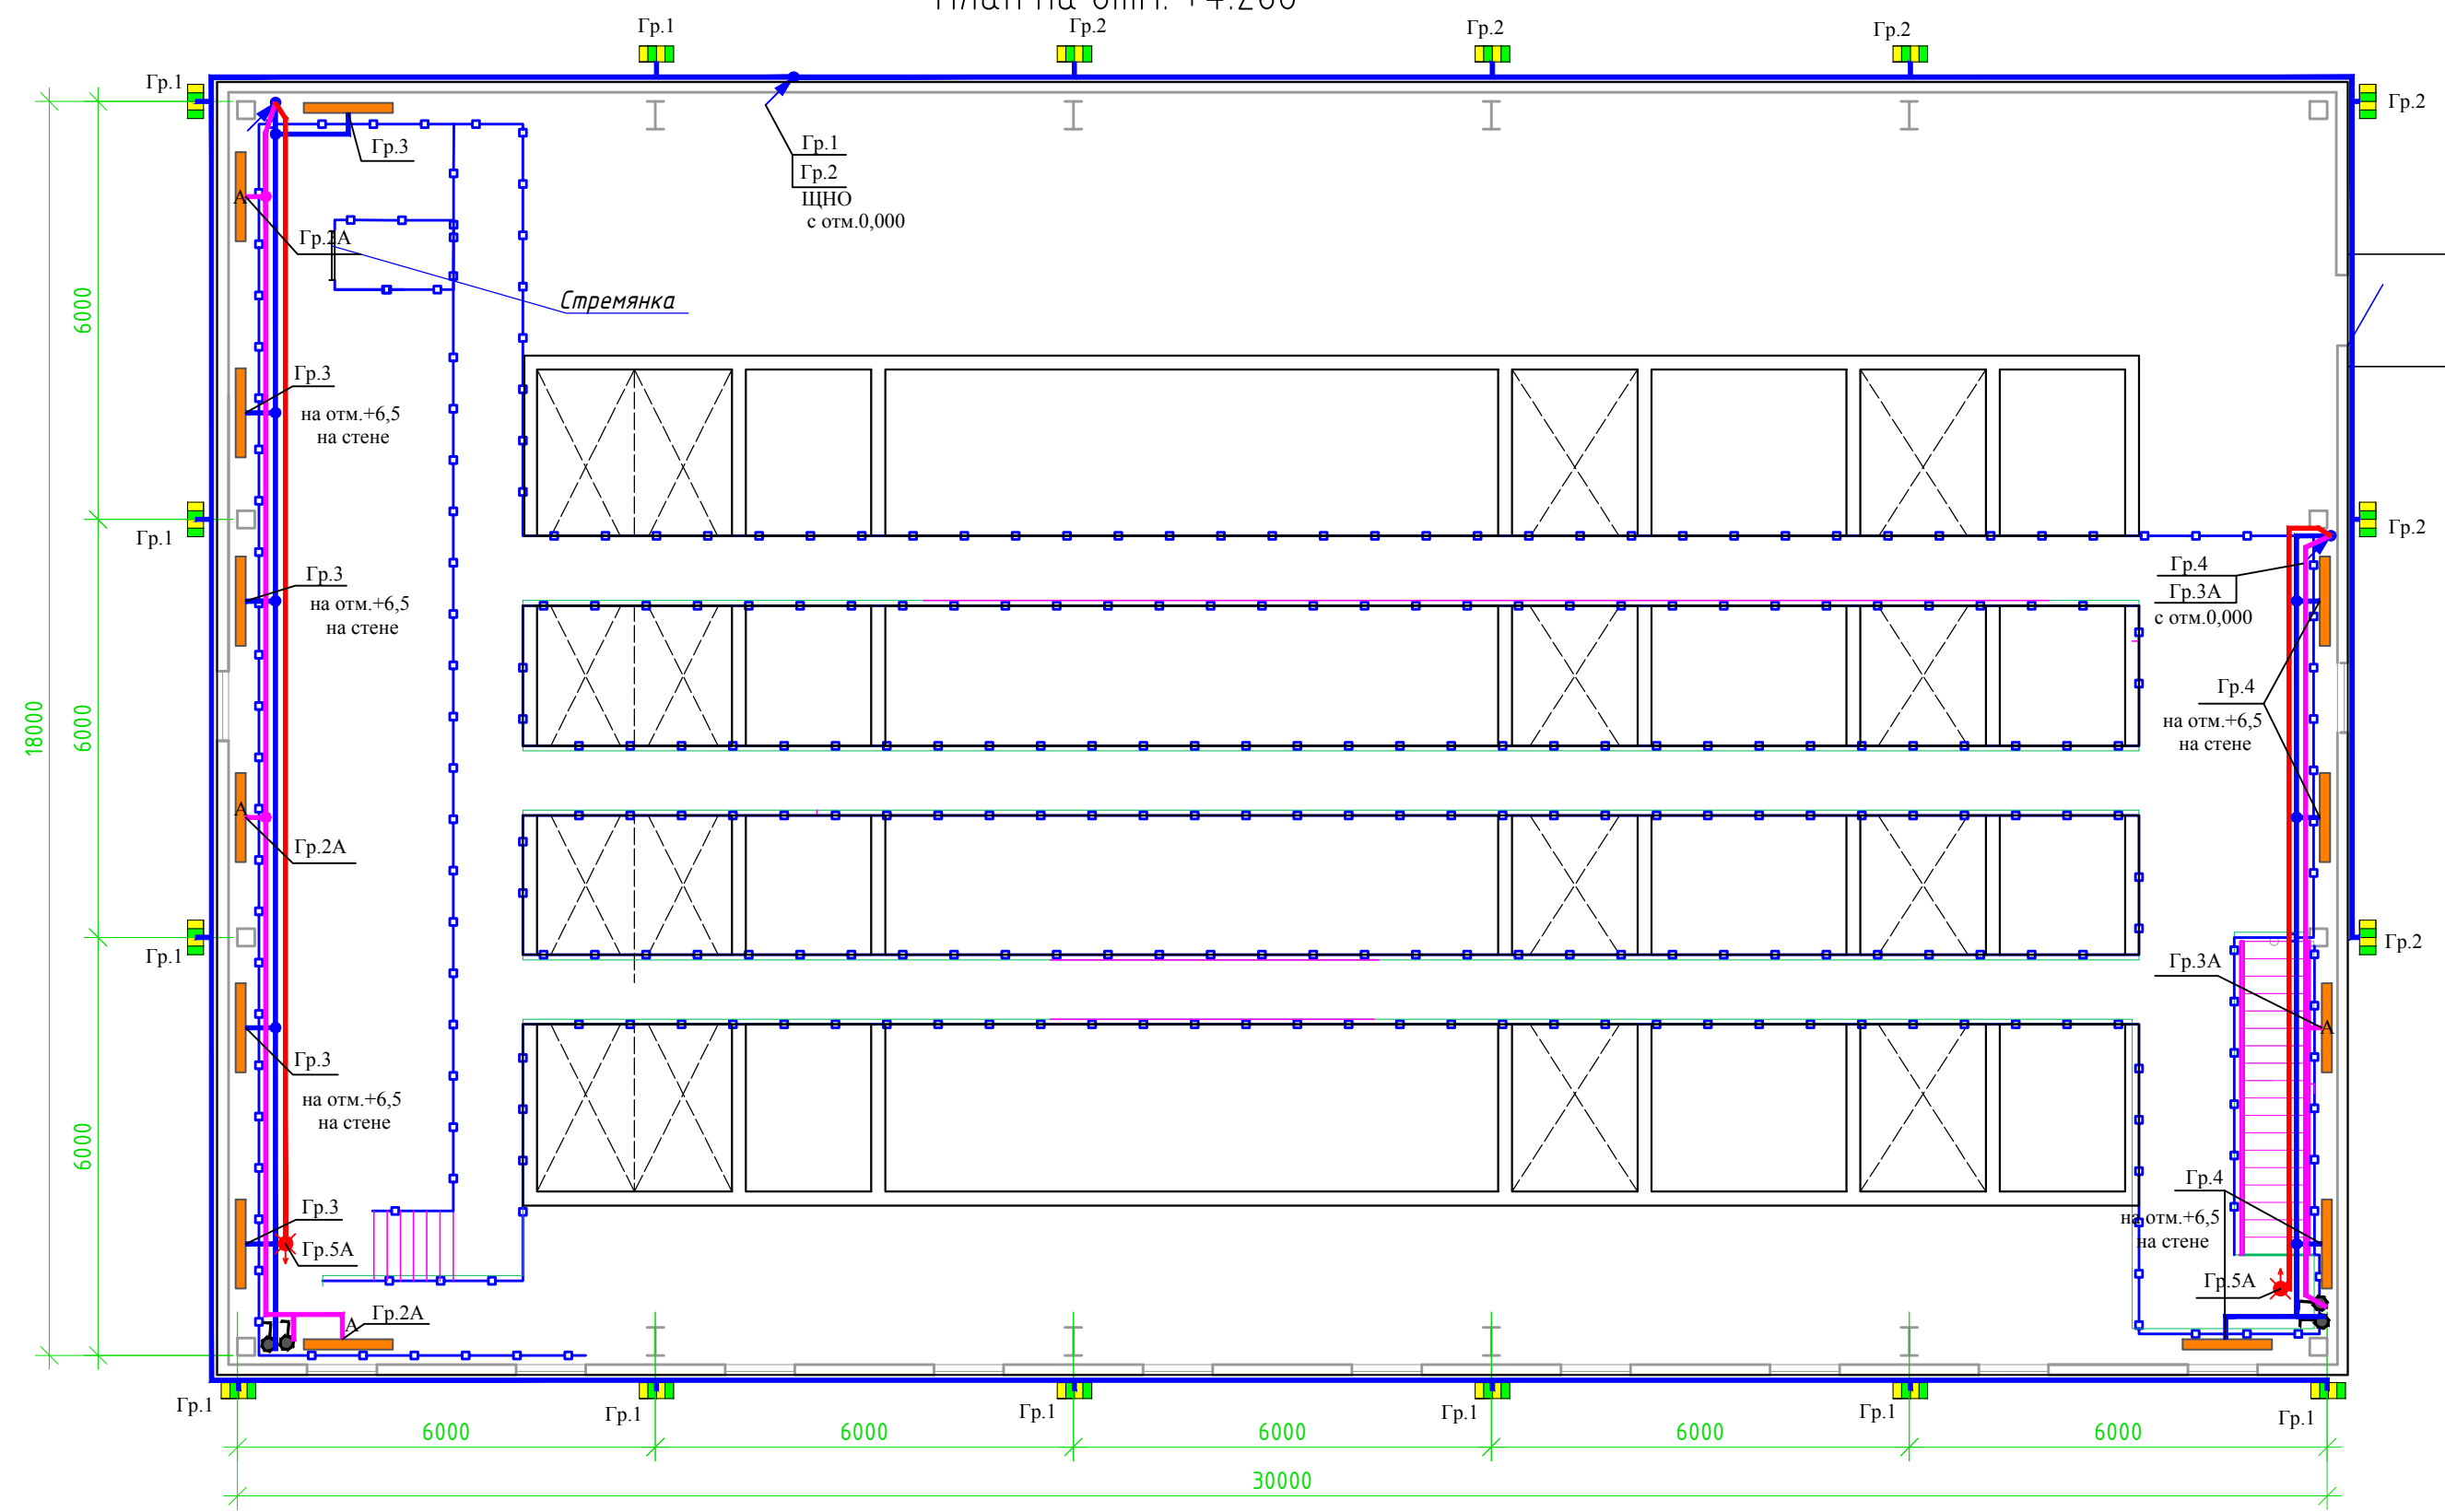 План на отм. +4.200
Гр.1
Гр.2
Гр.2
Гр.2
Гр.1
Гр.2
Гр.3
Гр.1
Гр.2
ЩНО
с отм.0,000
А
Гр.2А
Стремянка
6000
Гр.3
на отм.+6,5
на стене
Гр.1
Гр.2
Гр.3
на отм.+6,5
на стене
Гр.4
Гр.3А
с отм.0,000
18000
6000
Гр.4
на отм.+6,5
на стене
А
Гр.2А
Гр.1
Гр.2
Гр.3А
А
Гр.3
на отм.+6,5
на стене
6000
Гр.4
на отм.+6,5
на стене
Гр.3
Гр.5А
Гр.5А
Гр.2А
А
Гр.1
Гр.1
Гр.1
Гр.1
Гр.1
Гр.1
6000
6000
6000
6000
6000
30000